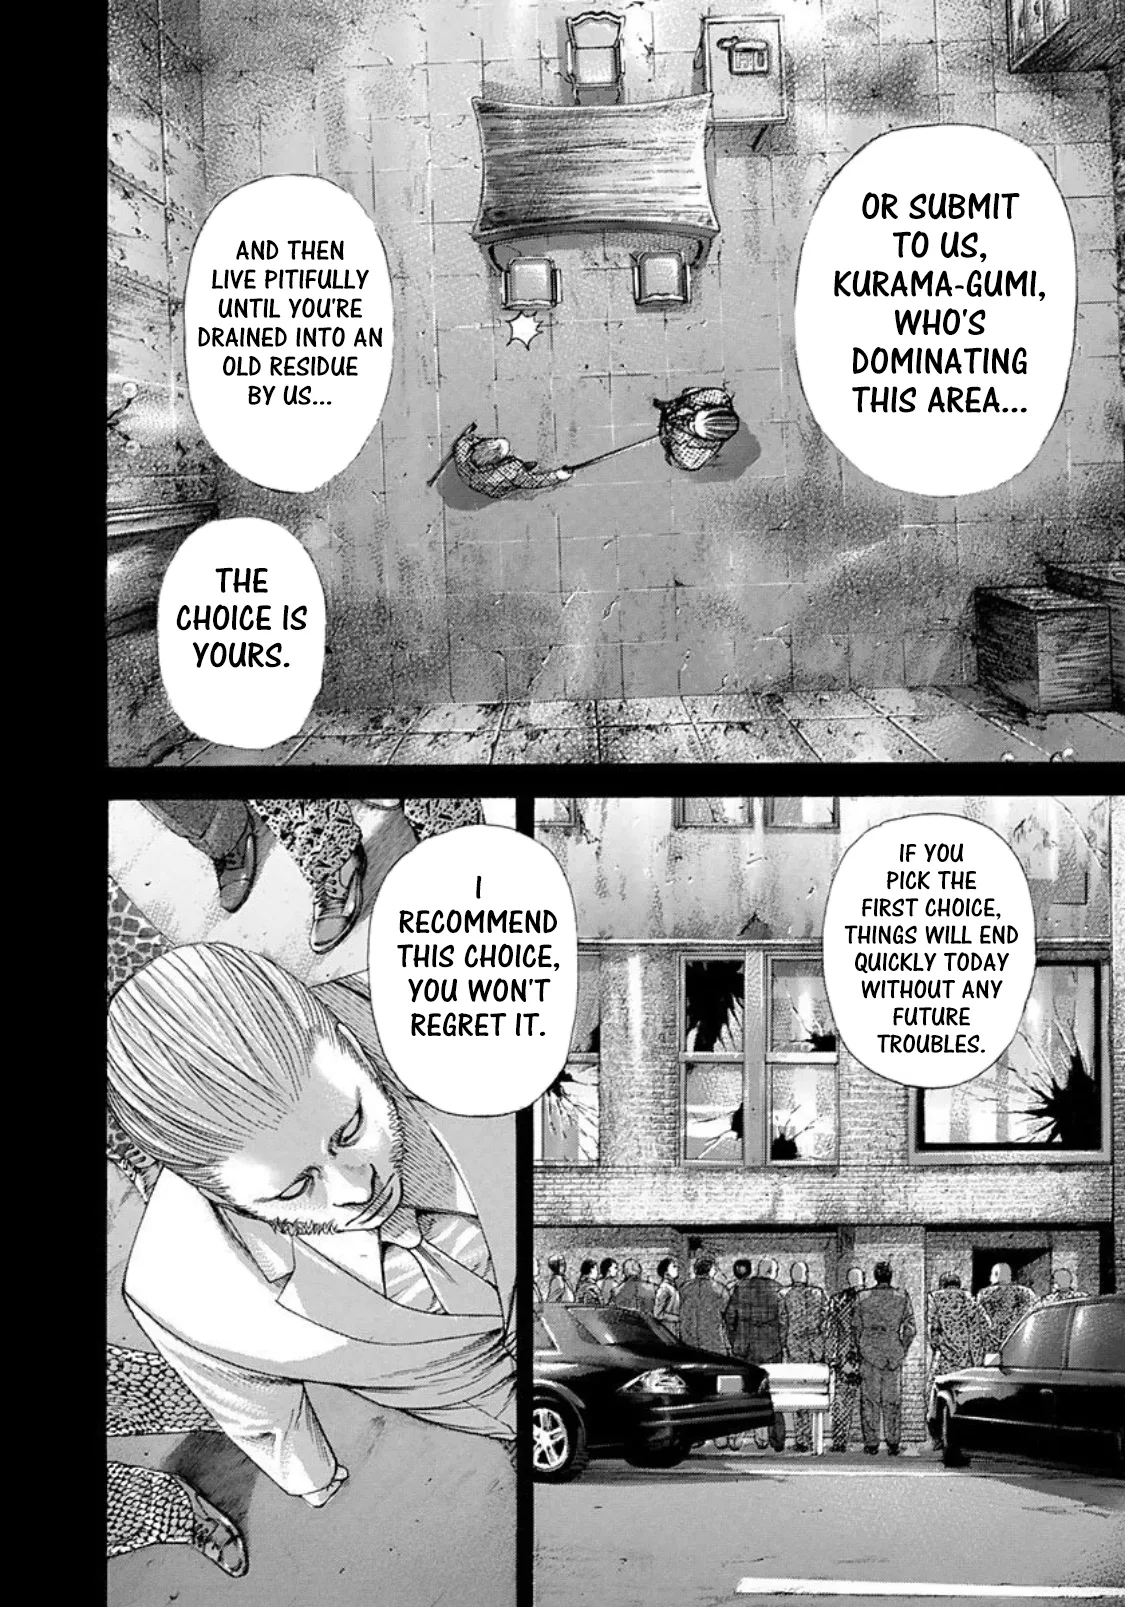 OR SUBMIT
TO US,
KURAMA-GUMI,
WHO'S
DOMINATING
THIS AREA...
AND THEN
LIVE PITIFULLY
UNTIL YOU'RE
DRAINED INTO AN
OLD RESIDUE
BY US...
THE
CHOICE IS
YOURS.
IF YOU
PICK THE
FIRST CHOICE,
THINGS WILL END
QUICKLY TODAY
WITHOUT ANY
FUTURE
TROUBLES.
I
RECOMMEND
THIS CHOICE,
YOU WON'T
REGRET IT.